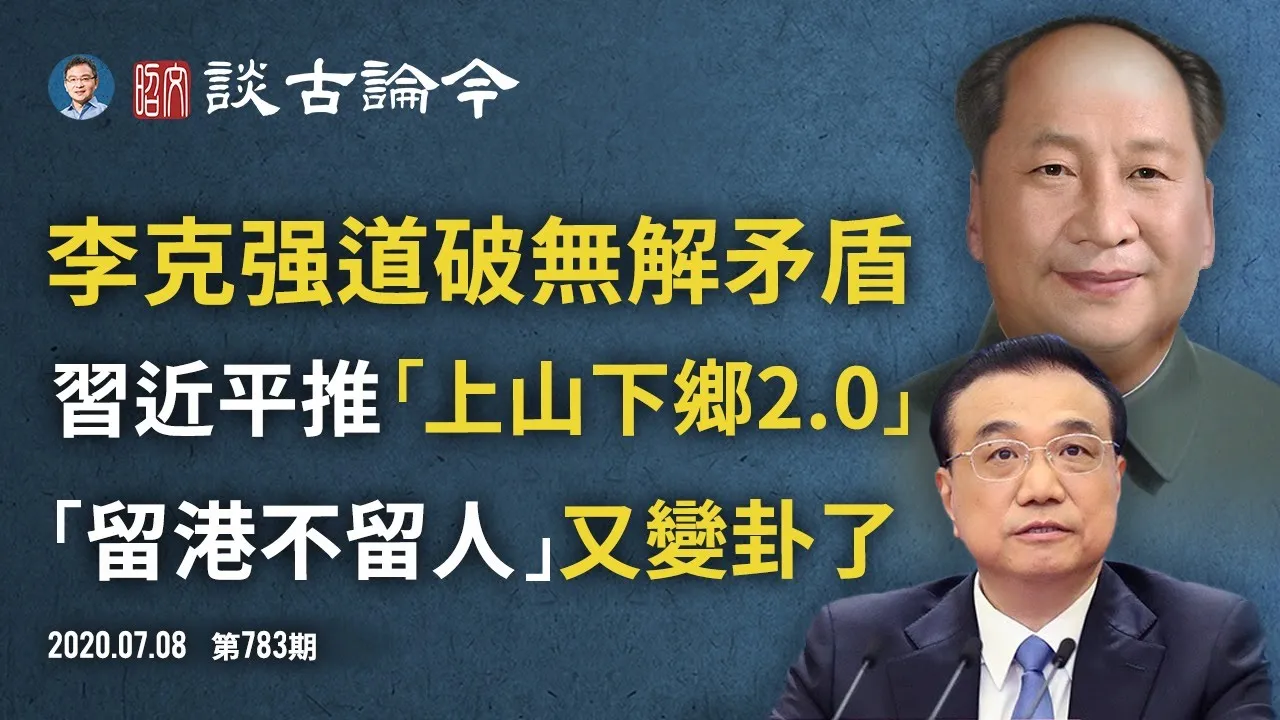 文昭 談古論今
李克强道破無解矛盾
習近平推「上山下鄉2.0」
「留港不留人」又變卦了
2020.07.08 第783期